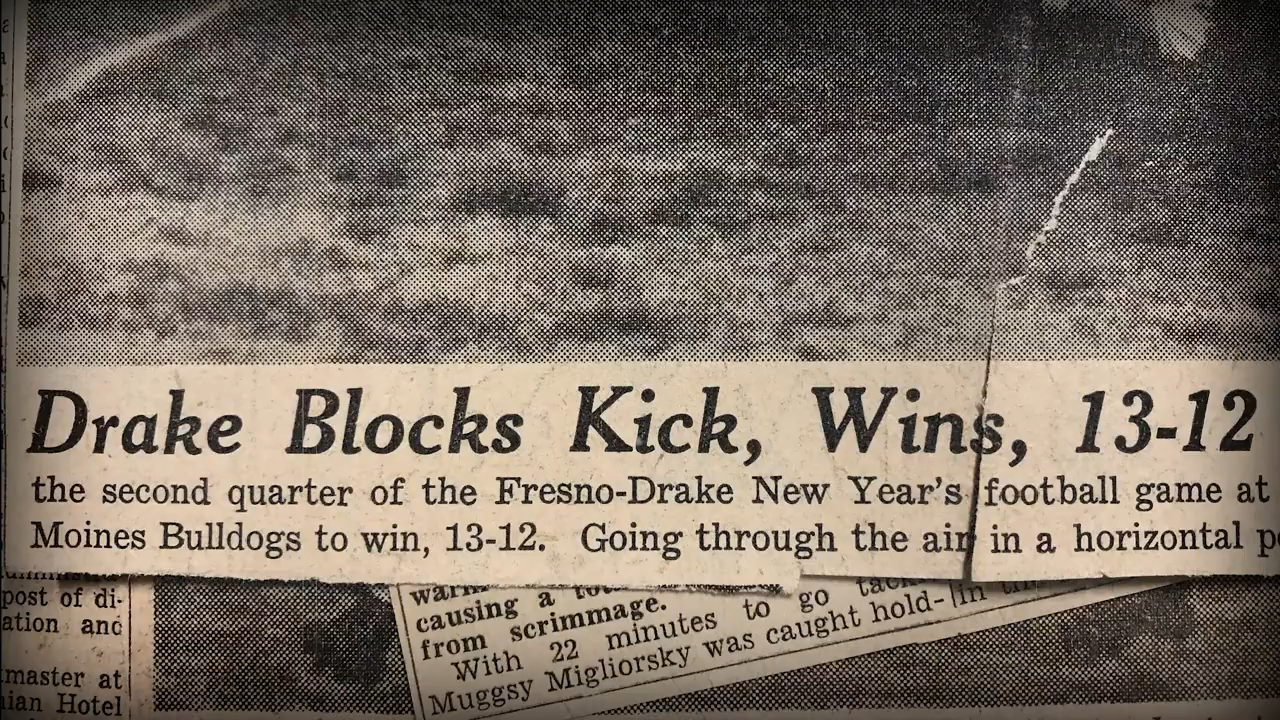 Drake Blocks Kick, Wins, 13-12
the second quarter of the Fresno-Drake New Year's football game at
Moines Bulldogs to win, 13-12. Going through the air in a horizontal
post of di-
ation and
master at
Hotel
causing a
from scrimmage.
With 22 minutes to go
Muggsy Migliorsky was caught hold-
in